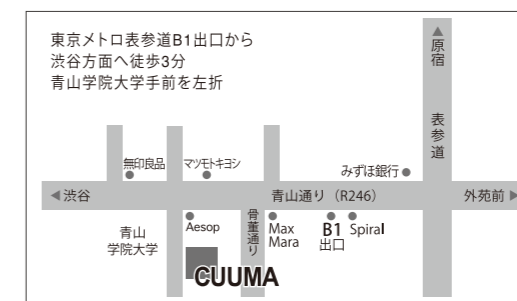 東京メトロ表参道B1出口から
渋谷方面へ徒歩3分
青山学院大学手前を左折
▲原宿
表参道
無印良品
マツモトキヨシ
みずほ銀行
◀渋谷
青山通り（R246）
外苑前▶
青山
学院大学
Aesop
骨董通り
Max
Mara
B1
出口
Spiral
CUUMA